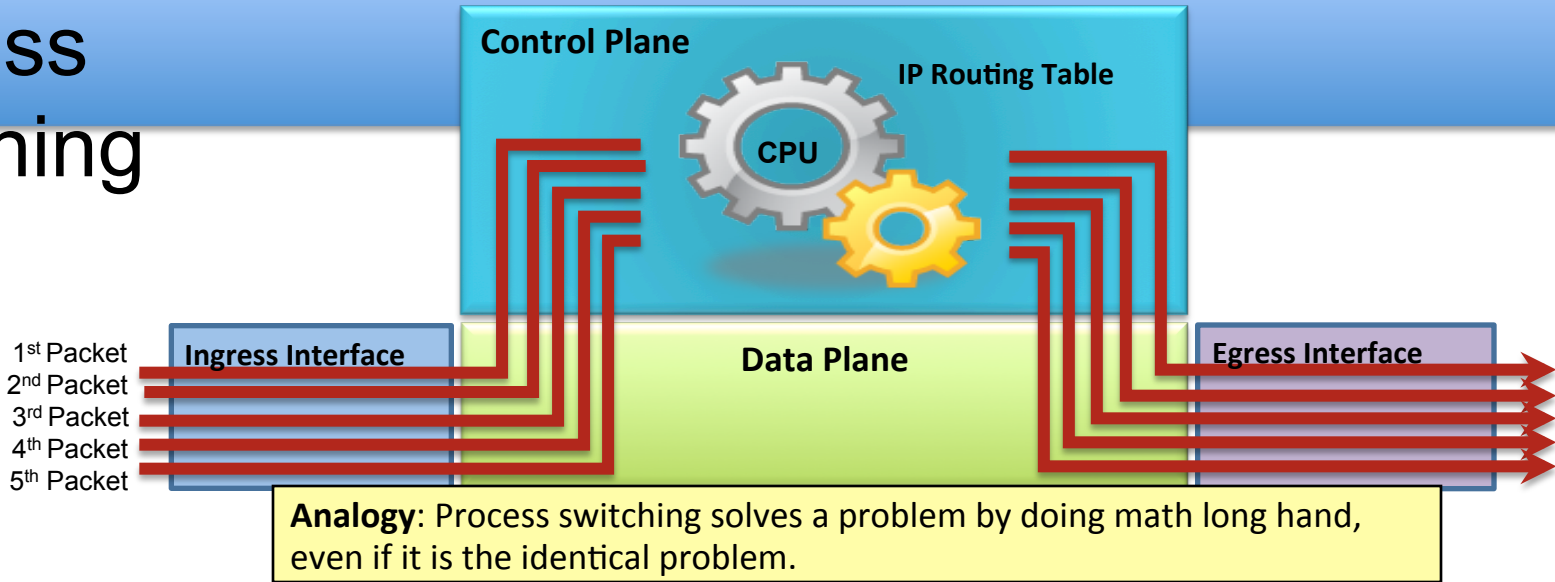 ss
ning
Control Plane
IP Routing Table
CPU
1st Packet
2nd Packet
3rd Packet
4th Packet
5th Packet
Ingress Interface
Data Plane
Egress Interface
Analogy: Process switching solves a problem by doing math long hand,
even if it is the identical problem.